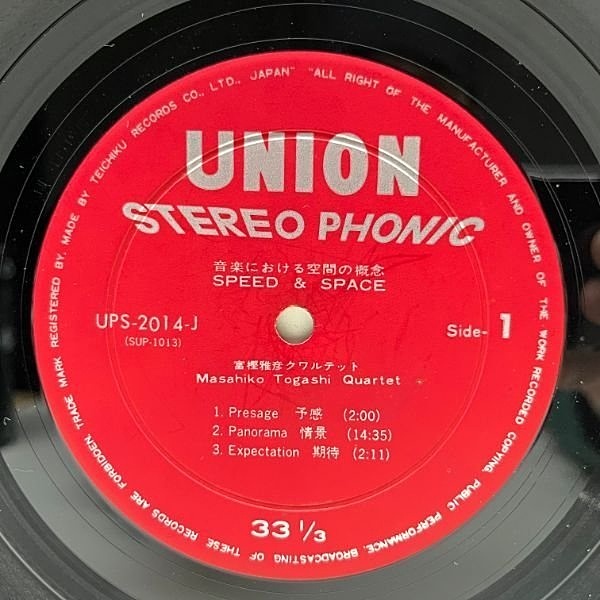 MARK REGISTERED BY. MADE BY TEICHIKU RECORDS CO., LTD., JAPAN" "ALL RIGHT OF THE MANUFACTURER AND OWNER OF THE WORK RECORDED COPYING, PUBLIC PERFORMANCE, BROADCASTING OF THESE RECORDS ARE FORBIDDEN. TRADE
UNION
STEREO PHONIC
音楽における空間の概念
SPEED & SPACE
UPS-2014-J
(SUP-1013)
Side- 1
富樫雅彦クワルテット
Masahiko Togashi Quartet
1. Presage 予感 (2:00)
2. Panorama 情景 (14:35)
3. Expectation 期待 (2:11)
33 1/3